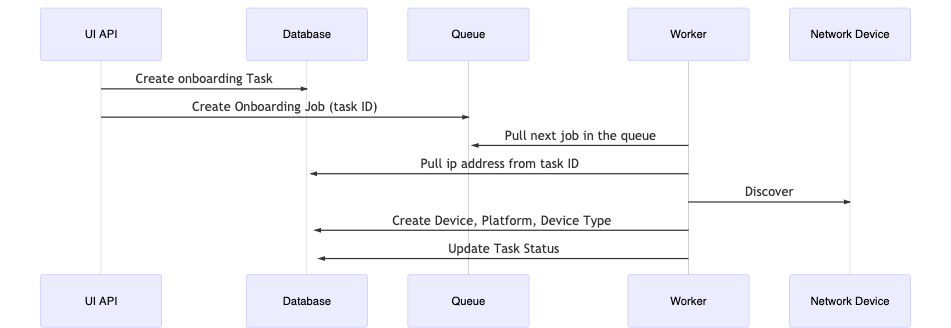 UI API
Database
Queue
Worker
Network Device
Create onboarding Task
Create Onboarding Job (task ID)
Pull next job in the queue
Pull ip address from task ID
Discover
Create Device, Platform, Device Type
Update Task Status
UI API
Database
Queue
Worker
Network Device